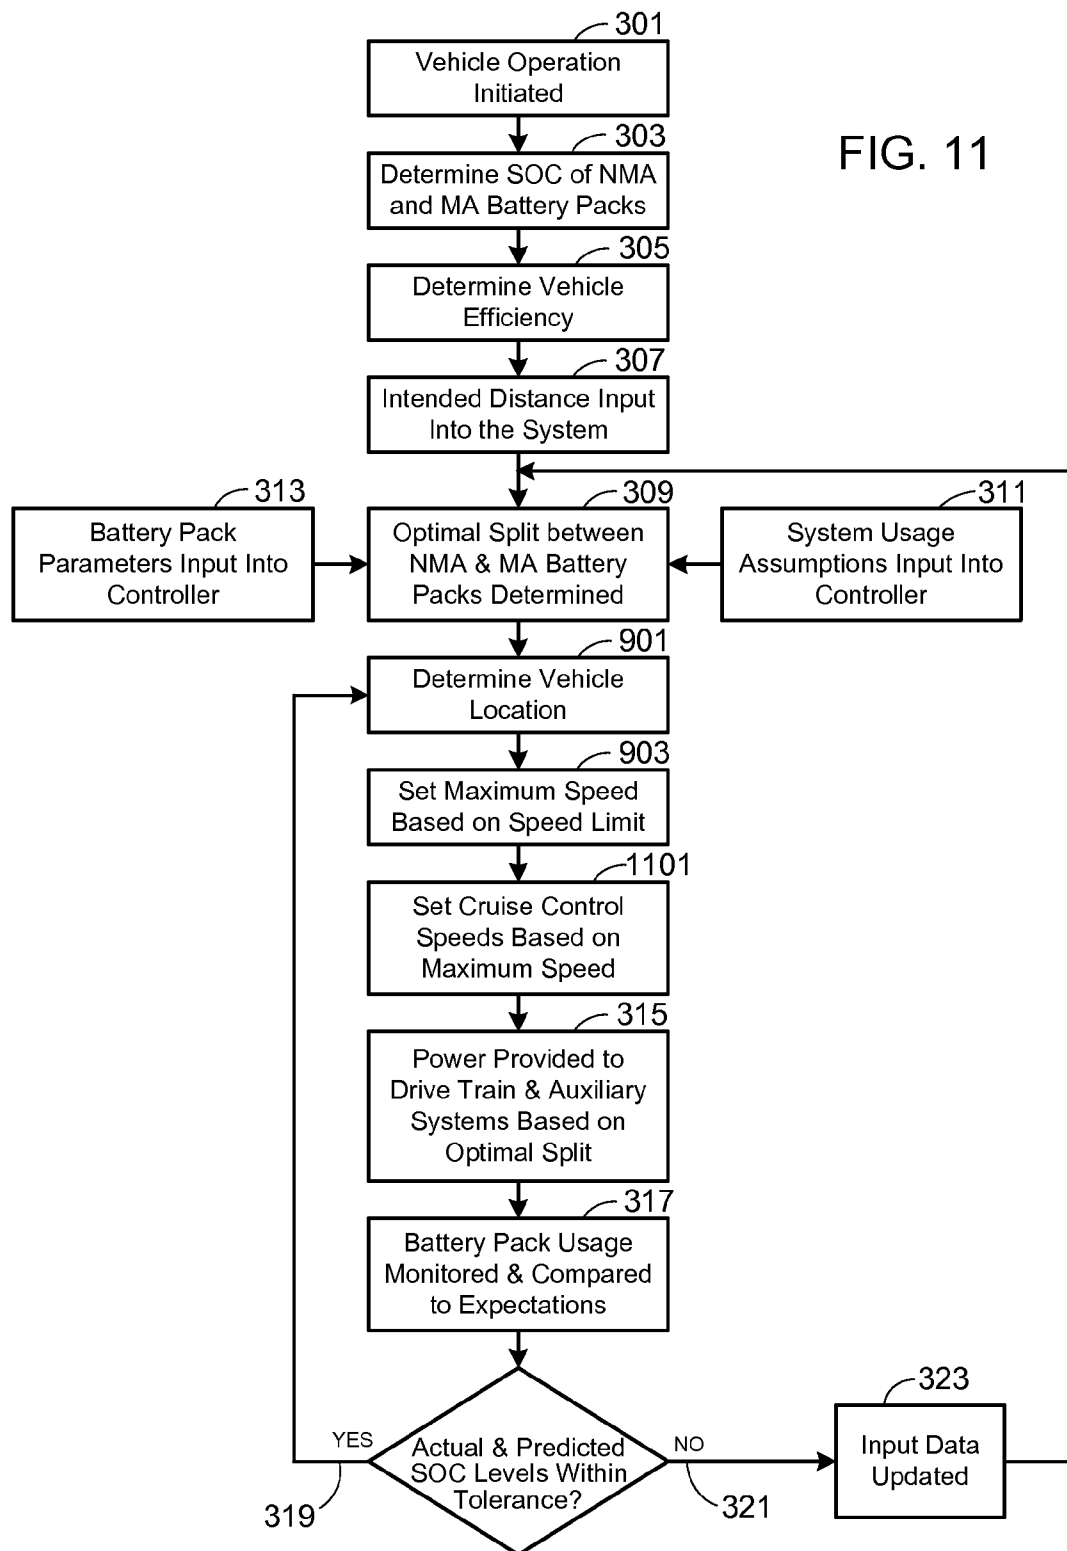 301
Vehicle Operation
Initiated
303
FIG. 11
Determine SOC of NMA
and MA Battery Packs
305
Determine Vehicle
Efficiency
307
Intended Distance Input
Into the System
313
309
311
Battery Pack
Parameters Input Into
Controller
Optimal Split between
NMA & MA Battery
Packs Determined
System Usage
Assumptions Input Into
Controller
901
Determine Vehicle
Location
903
Set Maximum Speed
Based on Speed Limit
1101
Set Cruise Control
Speeds Based on
Maximum Speed
315
Power Provided to
Drive Train & Auxiliary
Systems Based on
Optimal Split
317
Battery Pack Usage
Monitored & Compared
to Expectations
323
YES
Actual & Predicted
SOC Levels Within
Tolerance?
NO
Input Data
Updated
319
321